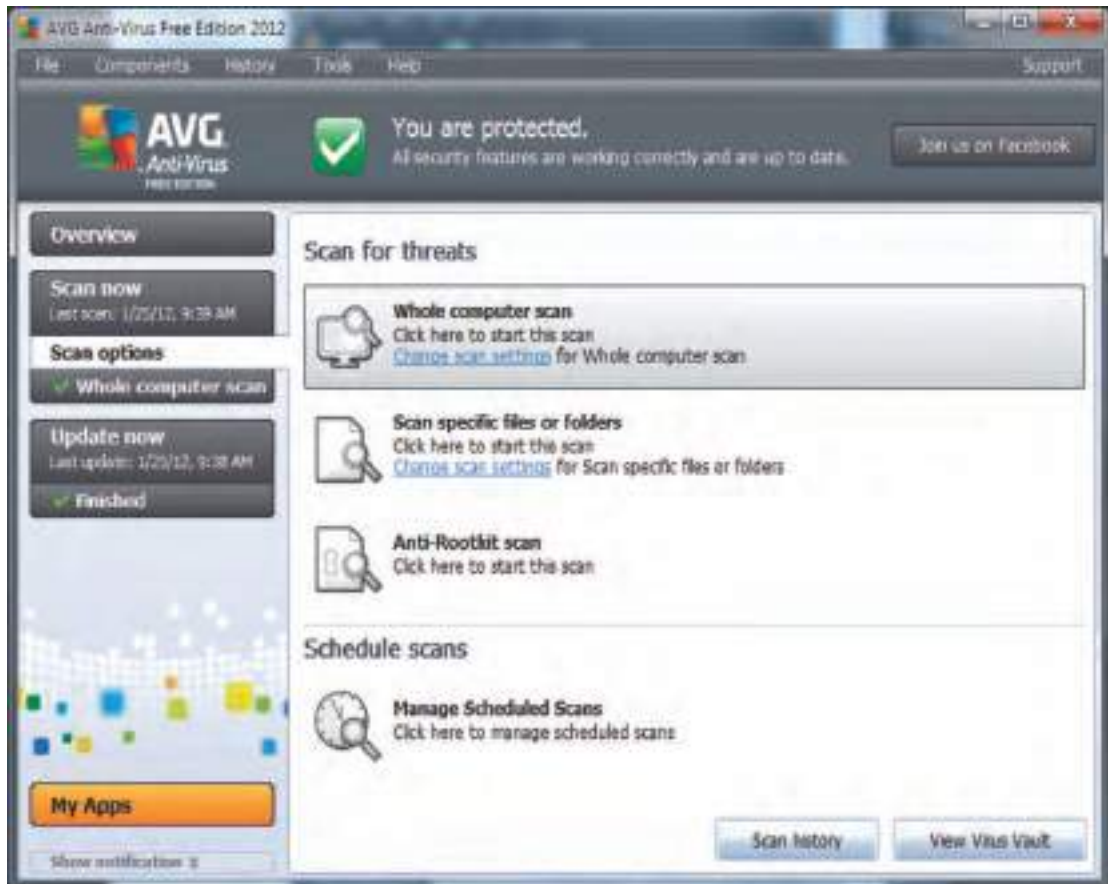 AVG Anti-Virus Free Edition 2012
File Components History Tools Help Support
AVG
Anti-Virus
FREE EDITION
You are protected.
All security features are working correctly and are up to date.
Join us on Facebook
Overview
Scan now
Last scan: 1/25/12, 9:39 AM
Scan options
Whole computer scan
Update now
Last update: 1/25/12, 9:38 AM
Finished
My Apps
Show notification
Scan for threats
Whole computer scan
Click here to start this scan
Change scan settings for Whole computer scan
Scan specific files or folders
Click here to start this scan
Change scan settings for Scan specific files or folders
Anti-Rootkit scan
Click here to start this scan
Schedule scans
Manage Scheduled Scans
Click here to manage scheduled scans
Scan history View Virus Vault